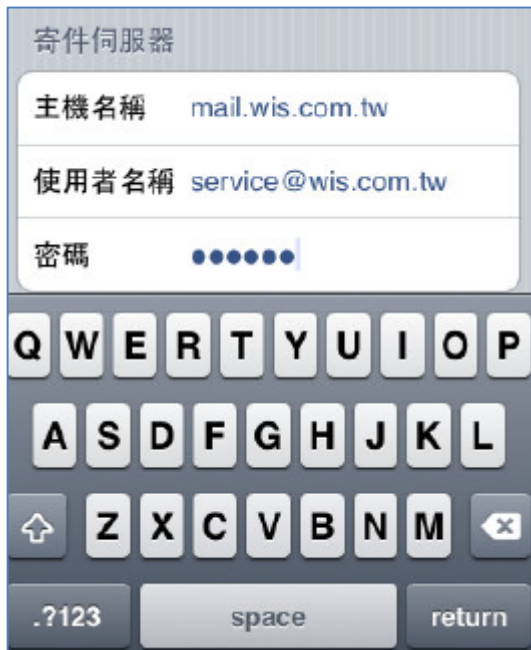 寄件伺服器
主機名稱 mail.wis.com.tw
使用者名稱 service@wis.com.tw
密碼 ●●●●●●
Q W E R T Y U I O P
A S D F G H J K L
Z X C V B N M
.?123 space return